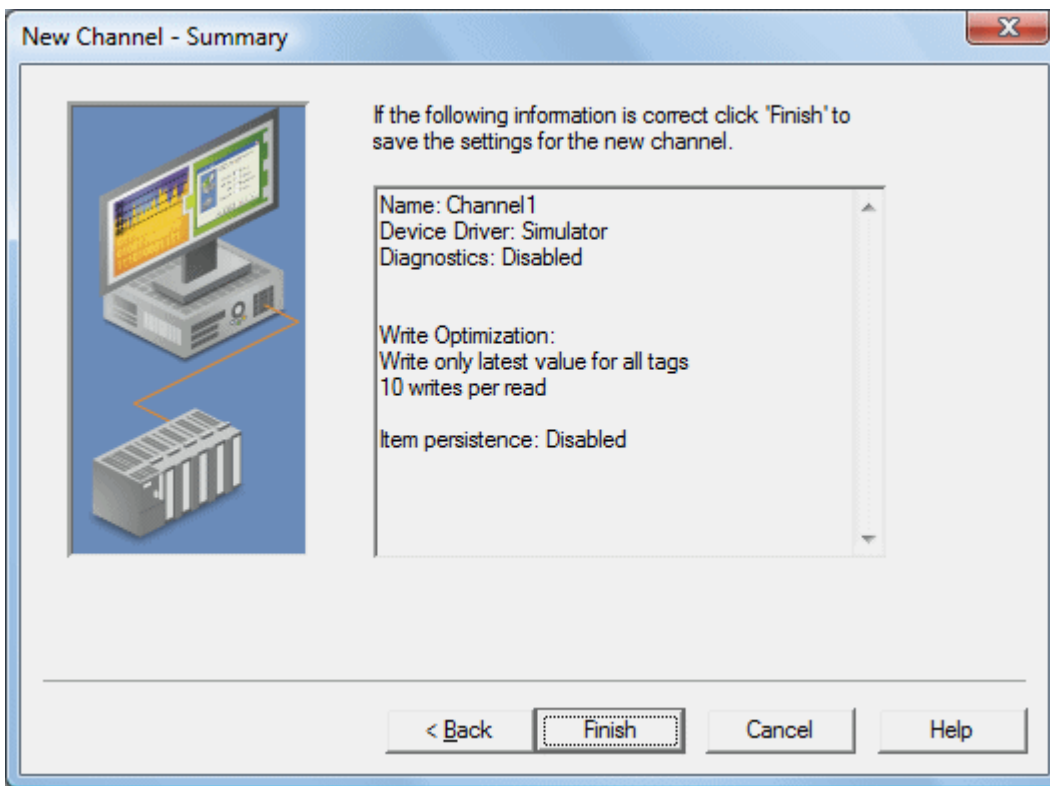 New Channel - Summary
If the following information is correct click 'Finish' to
save the settings for the new channel.
Name: Channel1
Device Driver: Simulator
Diagnostics: Disabled
Write Optimization:
Write only latest value for all tags
10 writes per read
Item persistence: Disabled
< Back
Finish
Cancel
Help